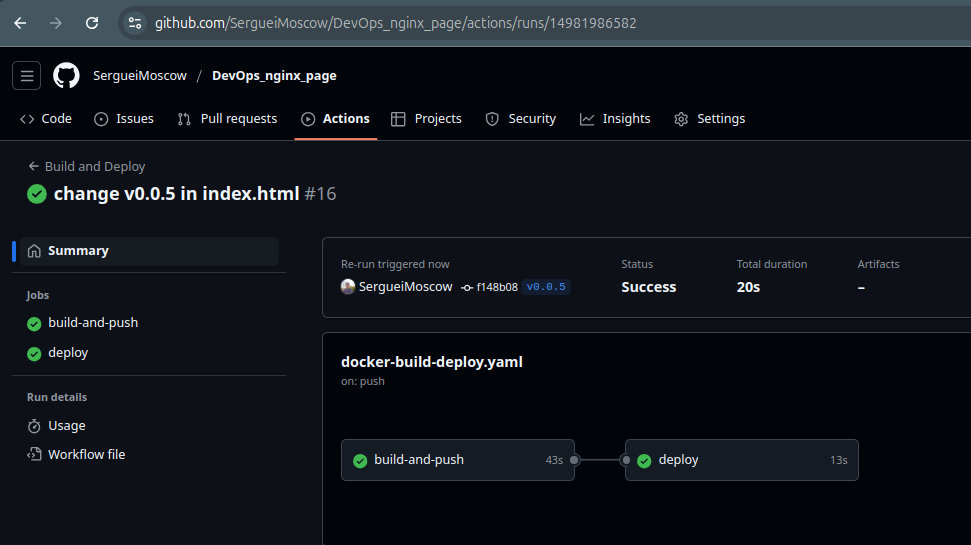 github.com/SergueiMoscow/DevOps_nginx_page/actions/runs/14981986582
SergueiMoscow / DevOps_nginx_page
Code Issues Pull requests Actions Projects Security Insights Settings
Build and Deploy
change v0.0.5 in index.html #16
Summary
Jobs
build-and-push
deploy
Run details
Usage
Workflow file
Re-run triggered now Status Total duration Artifacts
SergueiMoscow f148b08 v0.0.5 Success 20s –
docker-build-deploy.yaml
on: push
build-and-push 43s deploy 13s